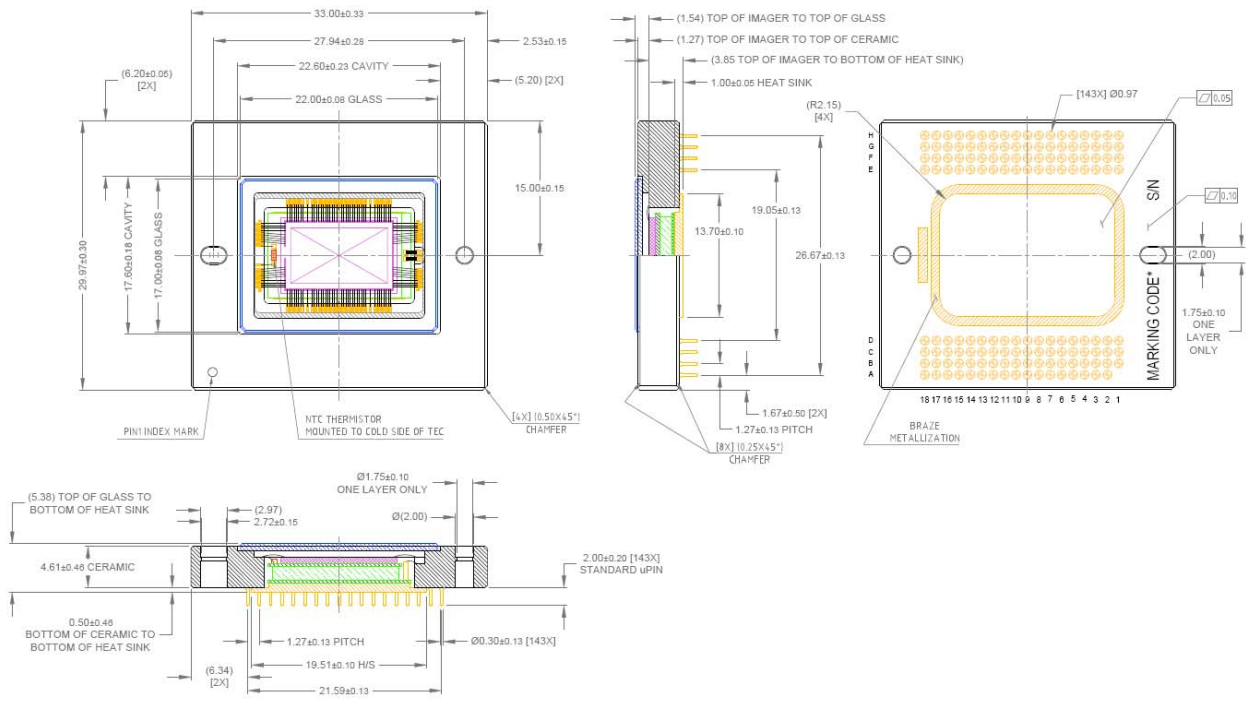 33.00±0.33
27.94±0.28
2.53±0.15
(6.20±0.05)
[2X]
22.60±0.23 CAVITY
(5.20) [2X]
22.00±0.08 GLASS
29.97±0.30
17.60±0.18 CAVITY
17.00±0.08 GLASS
15.00±0.15
PIN1 INDEX MARK
NTC THERMISTOR
MOUNTED TO COLD SIDE OF TEC
[4X] (0.50X45°)
CHAMFER
(1.54) TOP OF IMAGER TO TOP OF GLASS
(1.27) TOP OF IMAGER TO TOP OF CERAMIC
(3.85 TOP OF IMAGER TO BOTTOM OF HEAT SINK)
1.00±0.05 HEAT SINK
19.05±0.13
13.70±0.10
26.67±0.13
1.67±0.50 [2X]
1.27±0.13 PITCH
[8X] (0.25X45°)
CHAMFER
(R2.15)
[4X]
[143X] Ø0.97
0.05
H
G
F
E
S/N
0.10
(2.00)
MARKING CODE*
1.75±0.10
ONE
LAYER
ONLY
D
C
B
A
18 17 16 15 14 13 12 11 10 9 8 7 6 5 4 3 2 1
BRAZE
METALLIZATION
Ø1.75±0.10
ONE LAYER ONLY
(5.38) TOP OF GLASS TO
BOTTOM OF HEAT SINK
(2.97)
2.72±0.15
Ø(2.00)
4.61±0.46 CERAMIC
2.00±0.20 [143X]
STANDARD uPIN
0.50±0.46
BOTTOM OF CERAMIC TO
BOTTOM OF HEAT SINK
1.27±0.13 PITCH
Ø0.30±0.13 [143X]
19.51±0.10 H/S
(6.34)
[2X]
21.59±0.13